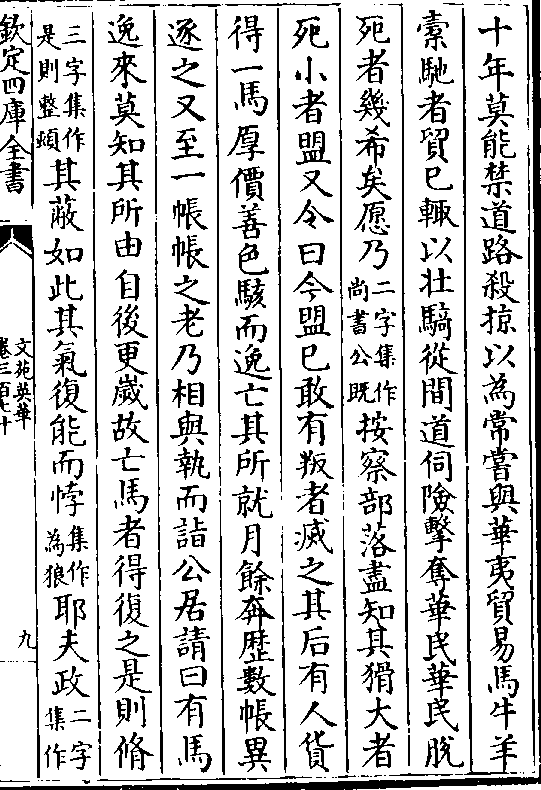 十年莫能禁道路殺掠以為常嘗與華夷貿易馬牛羊
橐馳者貿已輙以壮騎從間道伺險擊奪華民華民脫
死者幾希矣愿乃二字集作尚書公既按察部落盡知其猾大者
死小者盟又令曰今盟已敢有叛者滅之其后有人貨
得一馬厚價善色駭而逸亡其所就月餘奔歴數帳異
逐之又至一帳帳之老乃相與執而詣公居請曰有馬
逸來莫知其所由自後更嵗故亡馬者得復之是則脩
三字集作是則整頓其蔽如此其氣復能而悖集作為狼耶夫政二字集作
欽定四庫全書
文苑英華
卷三百七十
九